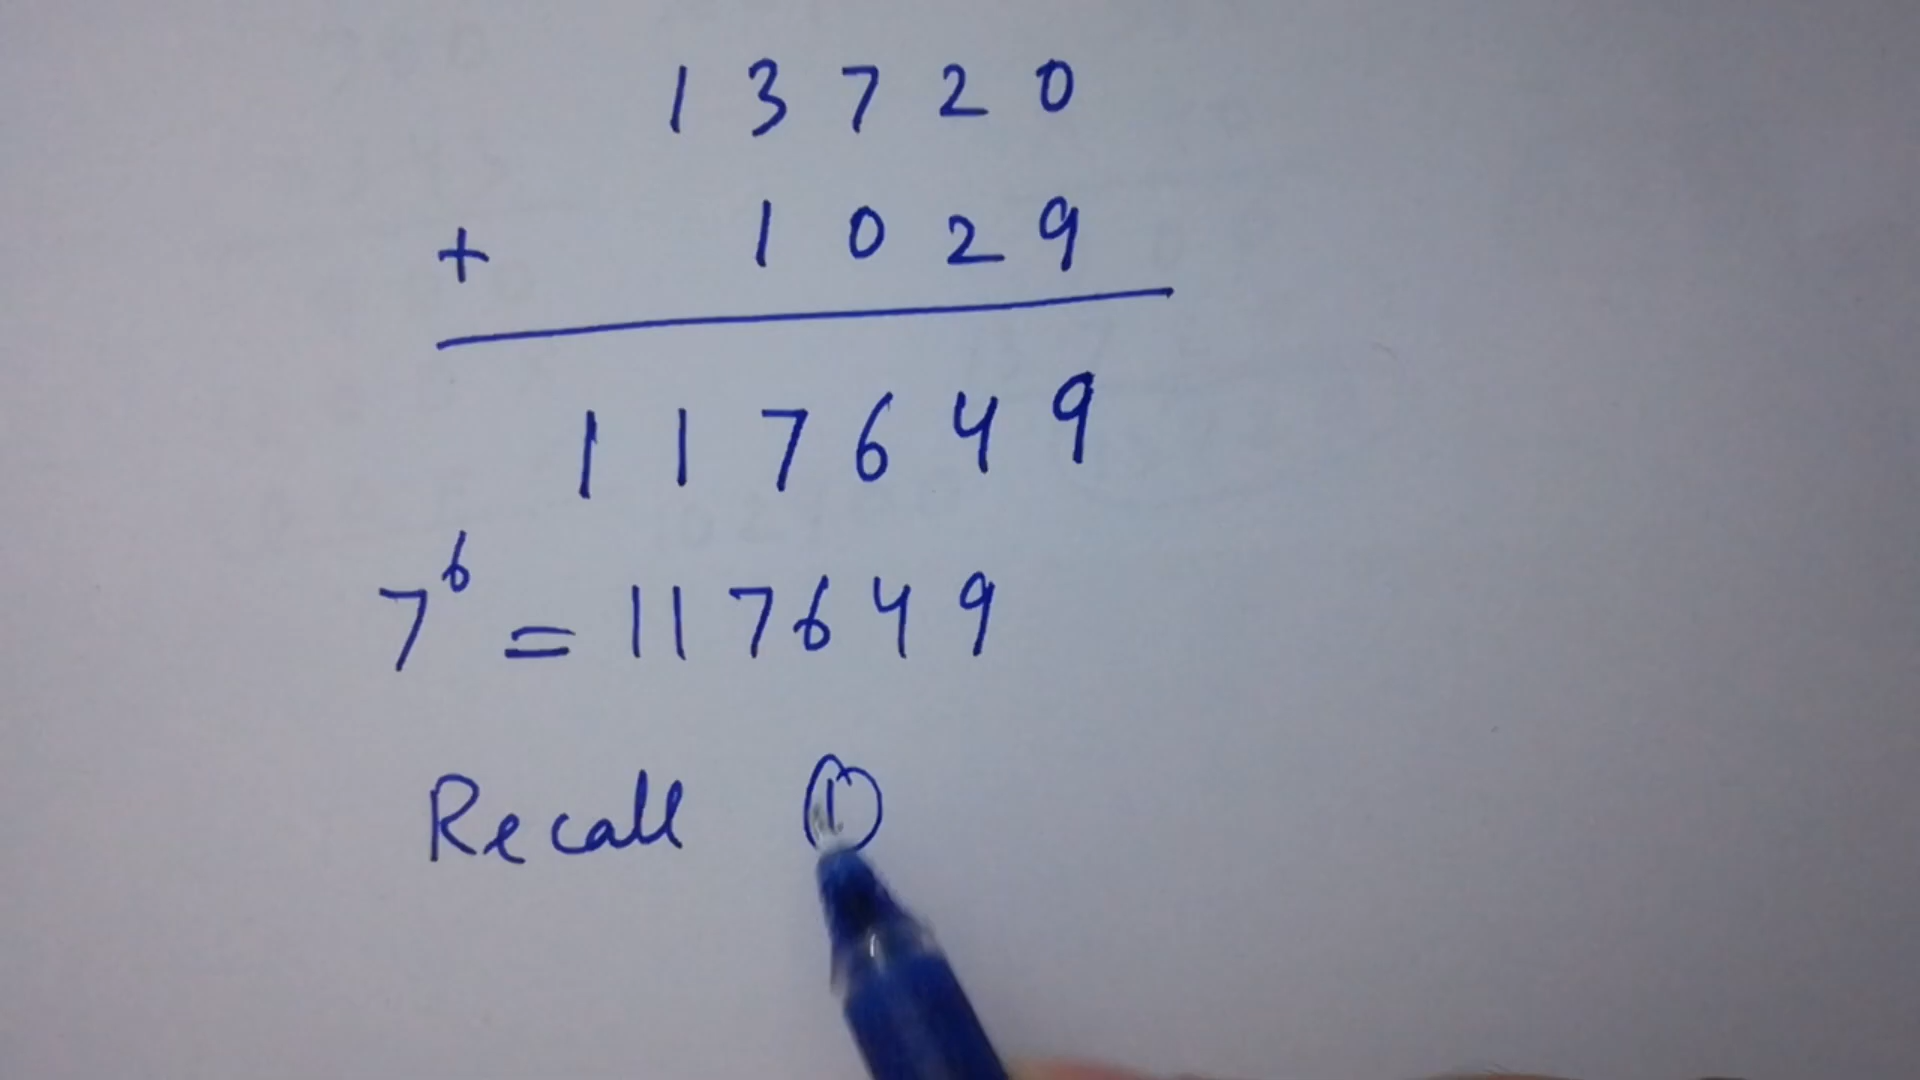 13720
+ 1029
117649
7^6 = 117649
Recall ①